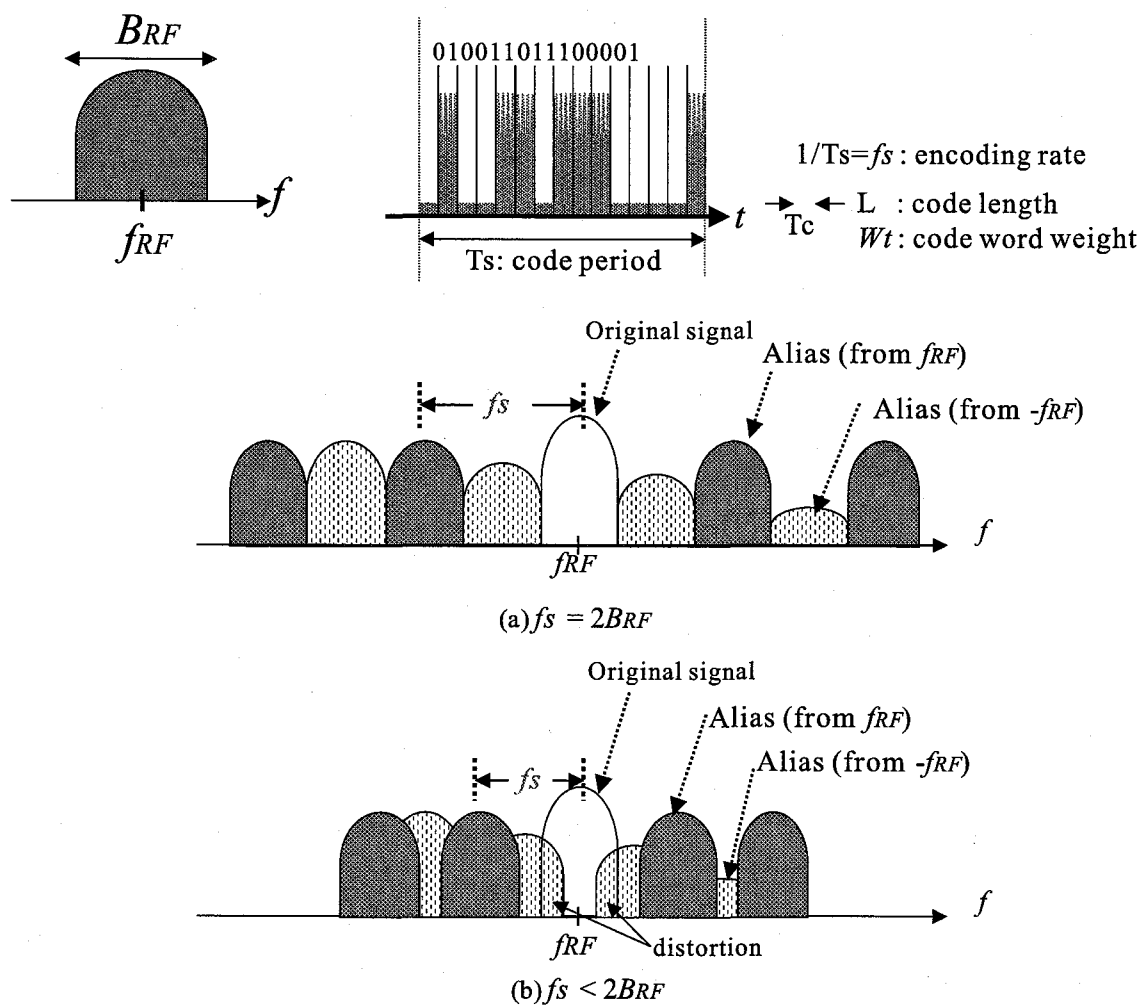 BRF
f
fRF
010011011100001
t
Ts: code period
1/Ts=fs : encoding rate
Tc
L : code length
Wt : code word weight
Original signal
Alias (from fRF)
fs
Alias (from -fRF)
f
fRF
(a) fs = 2BRF
Original signal
Alias (from fRF)
fs
Alias (from -fRF)
f
fRF
distortion
(b) fs < 2BRF